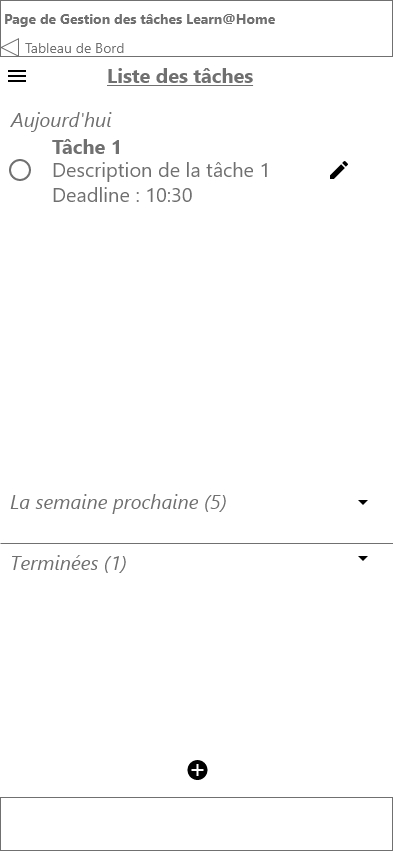 Page de Gestion des tâches Learn@Home
Tableau de Bord
Liste des tâches
Aujourd'hui
Tâche 1
Description de la tâche 1
Deadline : 10:30
La semaine prochaine (5)
Terminées (1)